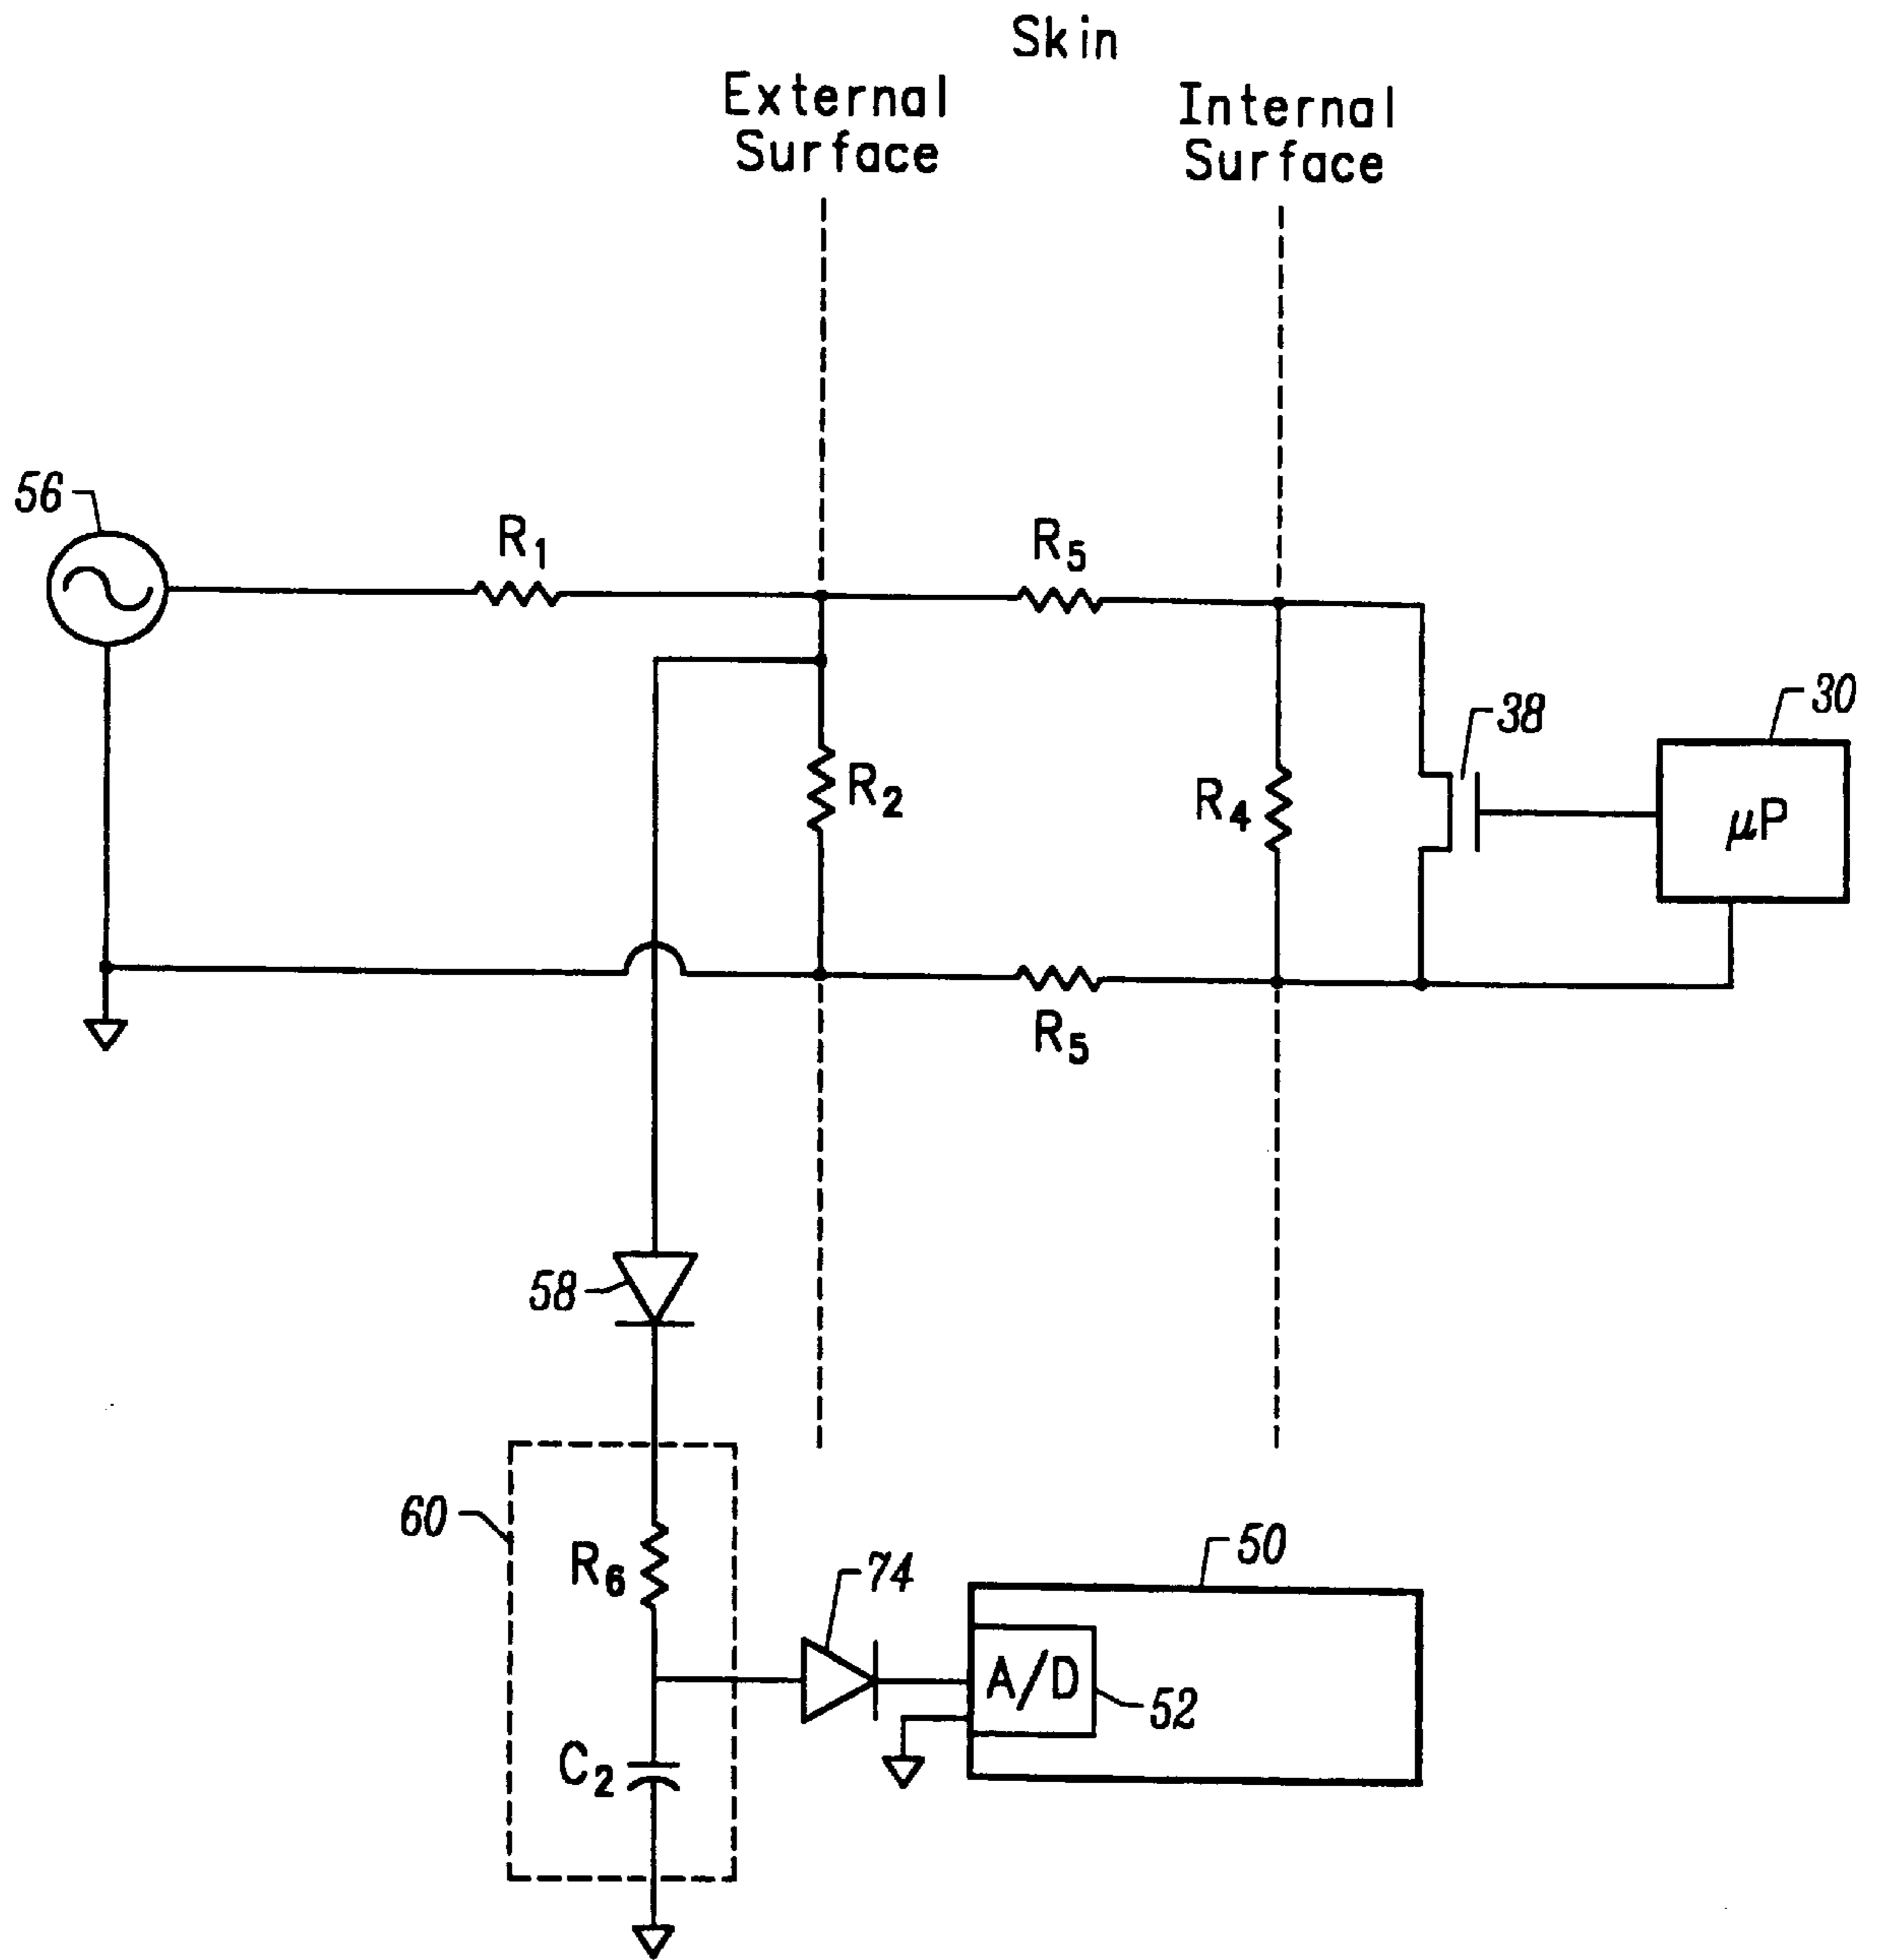 Skin
External
Surface
Internal
Surface
56
R1
R5
R2
R4
38
30
μP
R5
58
60
R6
74
50
A/D
52
C2